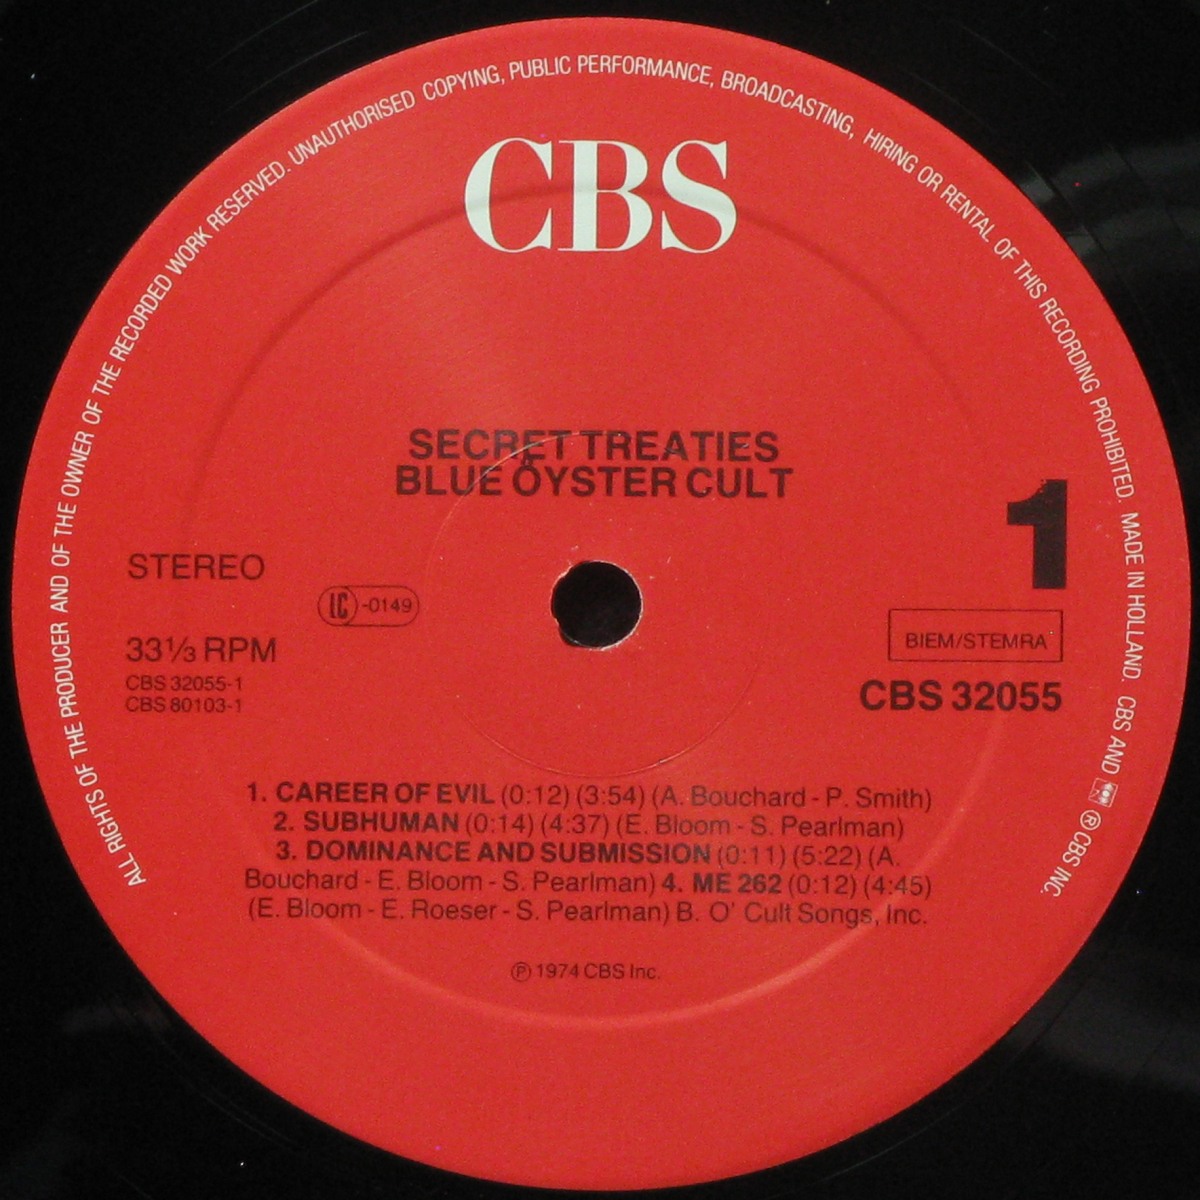 ALL RIGHTS OF THE PRODUCER AND OF THE OWNER OF THE RECORDED WORK RESERVED. UNAUTHORISED COPYING, PUBLIC PERFORMANCE, BROADCASTING, HIRING OR RENTAL OF THIS RECORDING PROHIBITED. MADE IN HOLLAND. CBS AND ® CBS INC.
CBS
SECRET TREATIES
BLUE ÖYSTER CULT
1
STEREO
LC-0149
BIEM/STEMRA
33⅓ RPM
CBS 32055-1
CBS 80103-1
CBS 32055
1. CAREER OF EVIL (0:12) (3:54) (A. Bouchard - P. Smith)
2. SUBHUMAN (0:14) (4:37) (E. Bloom - S. Pearlman)
3. DOMINANCE AND SUBMISSION (0:11) (5:22) (A.
Bouchard - E. Bloom - S. Pearlman) 4. ME 262 (0:12) (4:45)
(E. Bloom - E. Roeser - S. Pearlman) B. O' Cult Songs, Inc.
℗ 1974 CBS Inc.